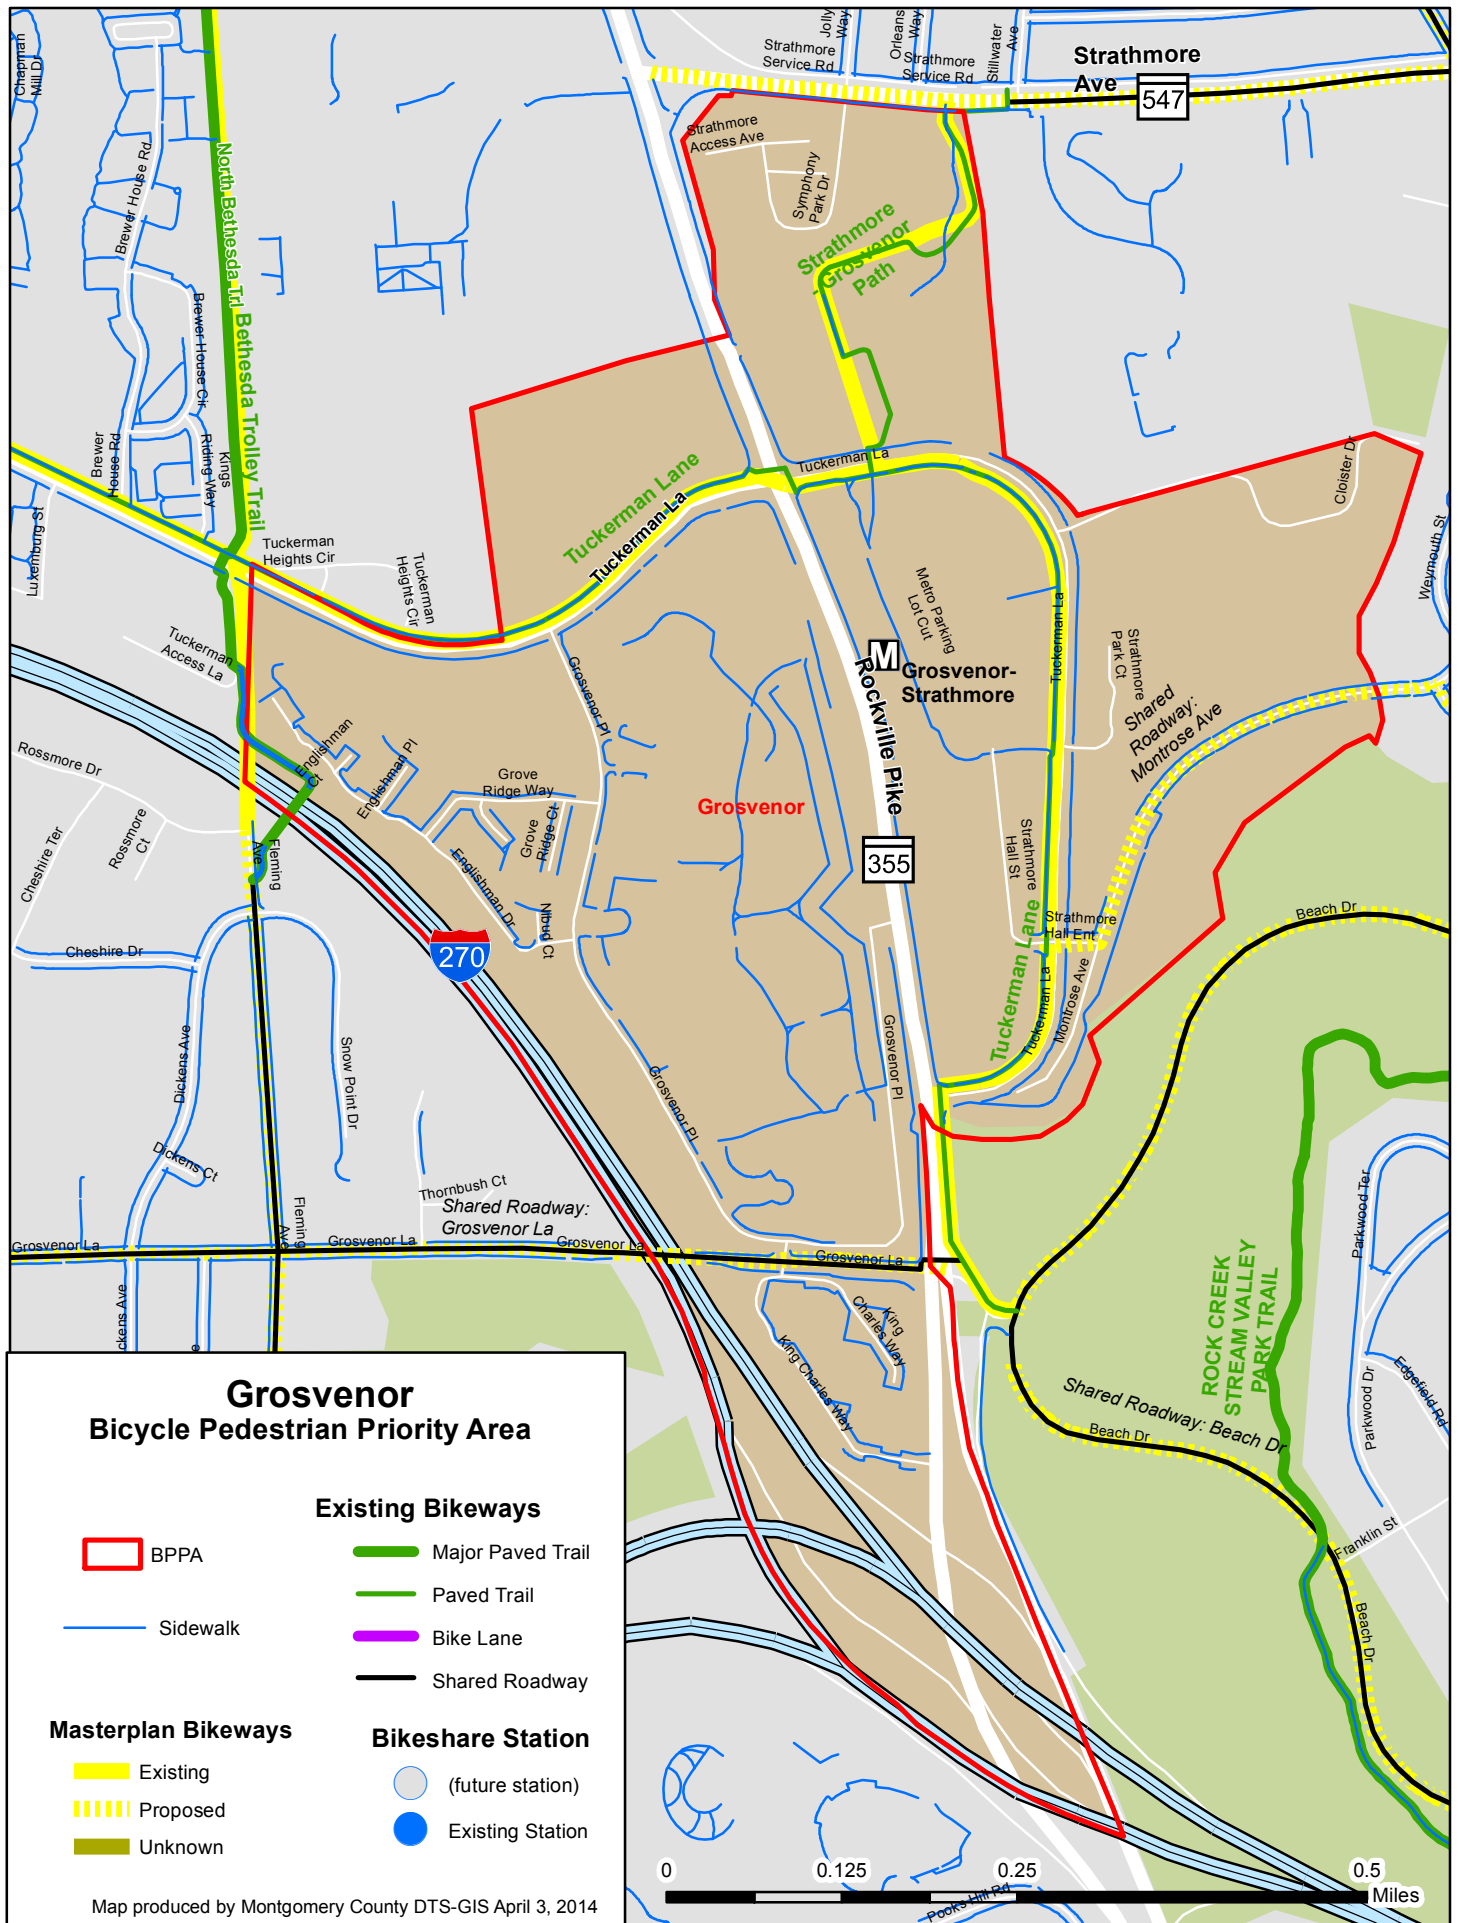 Chapman
Mill Dr
Jolly
Way
Orleans
Way
Stillwater
Ave
Strathmore
Service Rd
Strathmore
Service Rd
Strathmore
Ave
547
Strathmore
Access Ave
Symphony
Park Dr
Strathmore
- Grosvenor
Path
Brewer House Rd
North Bethesda Trl
Bethesda Trolley Trail
Brewer House Cir
Brewer
House Rd
Kings
Riding Way
Luxemburg St
Tuckerman
Heights Cir
Tuckerman
Heights Cir
Tuckerman Lane
Tuckerman La
Tuckerman La
Cloister Dr
Weymouth St
Tuckerman
Access La
Metro Parking
Lot Cut
Tuckerman La
Strathmore
Park Ct
M
Grosvenor-
Strathmore
Rockville Pike
Shared
Roadway:
Montrose Ave
Grosvenor Pl
Englishman
Ct
Englishman Pl
Rossmore Dr
Rossmore
Ct
Cheshire Ter
Fleming
Ave
Grove
Ridge Way
Grove
Ridge Ct
Englishman Dr
Nibud Ct
Grosvenor
355
Strathmore
Hall St
Strathmore
Hall Ent
Tuckerman Lane
Tuckerman La
Montrose Ave
Beach Dr
270
Cheshire Dr
Dickens Ave
Snow Point Dr
Dickens Ct
Grosvenor Pl
Grosvenor Pl
Thornbush Ct
Shared Roadway:
Grosvenor La
Fleming
Ave
Grosvenor La
Grosvenor La
Grosvenor La
Grosvenor La
Parkwood Ter
ROCK CREEK
STREAM VALLEY
PARK TRAIL
King
Charles Way
King Charles Way
Shared Roadway: Beach Dr
Beach Dr
Parkwood Dr
Edgefield Rd
Franklin St
Beach Dr
ckens Ave
e
Grosvenor
Bicycle Pedestrian Priority Area
Existing Bikeways
BPPA
Major Paved Trail
Paved Trail
Sidewalk
Bike Lane
Shared Roadway
Masterplan Bikeways
Bikeshare Station
Existing
(future station)
Proposed
Existing Station
Unknown
Map produced by Montgomery County DTS-GIS April 3, 2014
0 0.125 0.25 0.5
Miles
Pooks Hill Rd